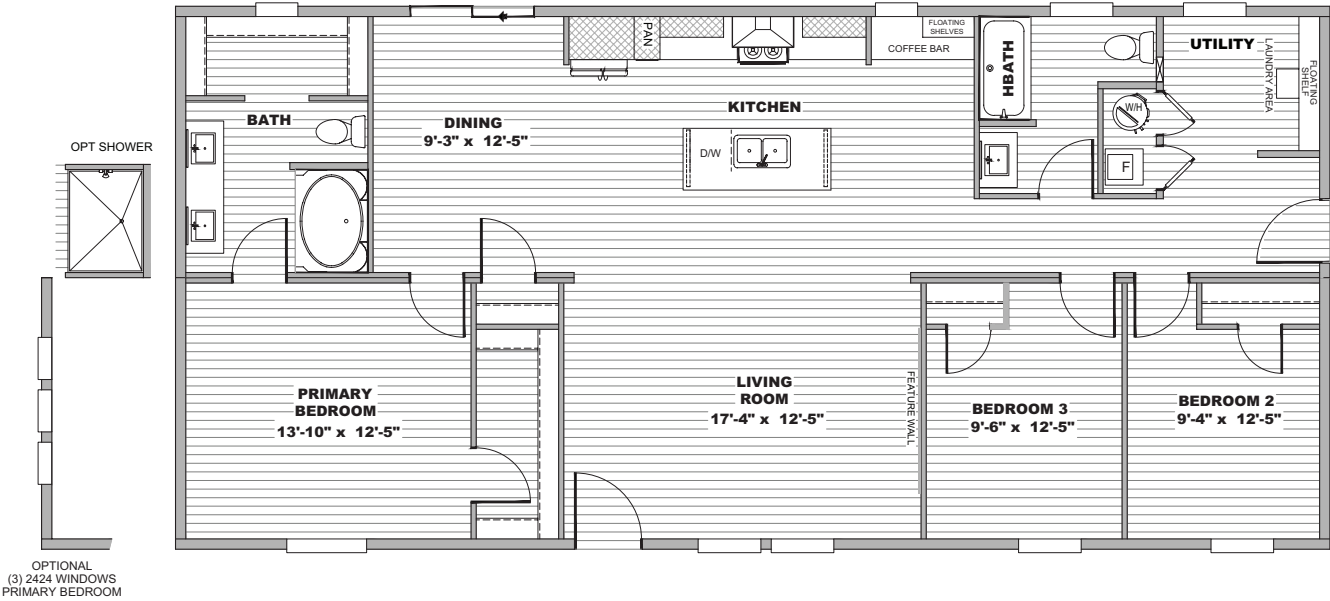 PAN
FLOATING
SHELVES
COFFEE BAR
HBATH
UTILITY
LAUNDRY AREA
FLOATING
SHELF
KITCHEN
BATH
DINING
9'-3" x 12'-5"
W/H
OPT SHOWER
D/W
F
PRIMARY
BEDROOM
13'-10" x 12'-5"
LIVING
ROOM
17'-4" x 12'-5"
FEATURE WALL
BEDROOM 3
9'-6" x 12'-5"
BEDROOM 2
9'-4" x 12'-5"
OPTIONAL
(3) 2424 WINDOWS
PRIMARY BEDROOM